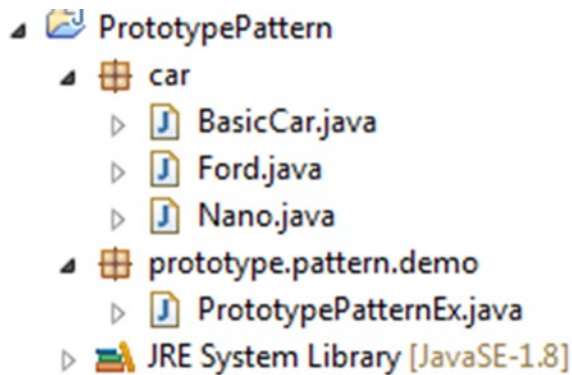 PrototypePattern
car
BasicCar.java
Ford.java
Nano.java
prototype.pattern.demo
PrototypePatternEx.java
JRE System Library [JavaSE-1.8]